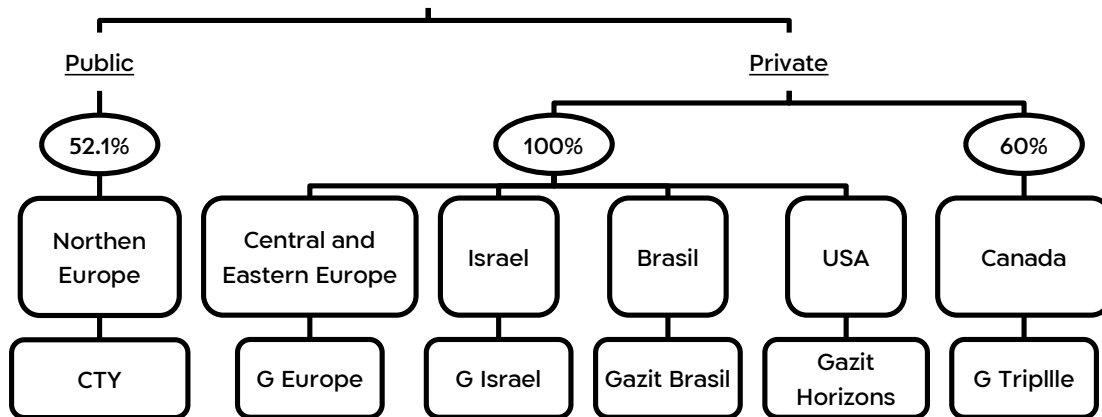 Public
Private
52.1%
100%
60%
Northen
Europe
Central and
Eastern Europe
Israel
Brasil
USA
Canada
CTY
G Europe
G Israel
Gazit Brasil
Gazit
Horizons
G Tripllle